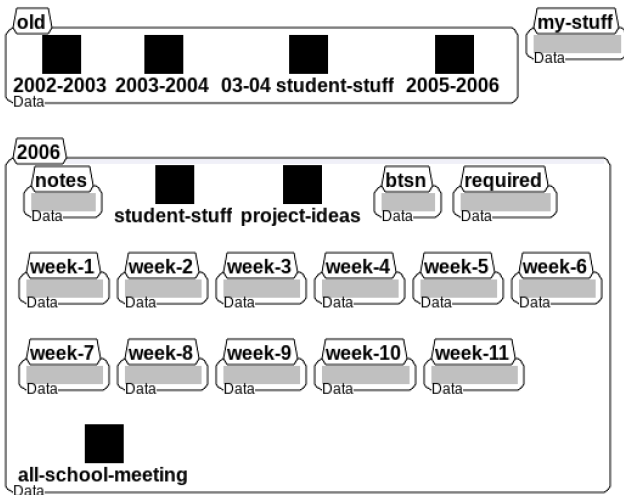 old
my-stuff
2002-2003 2003-2004 03-04 student-stuff 2005-2006
Data
Data
2006
notes
btsn
required
Data
student-stuff project-ideas
Data
Data
week-1 week-2 week-3 week-4 week-5 week-6
Data Data Data Data Data Data
week-7 week-8 week-9 week-10 week-11
Data Data Data Data Data
all-school-meeting
Data